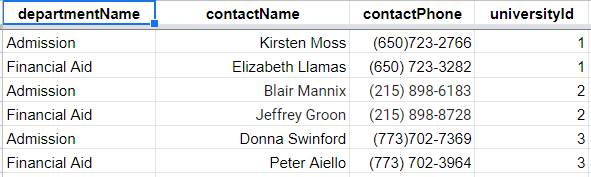 departmentName contactName contactPhone universityId
Admission Kirsten Moss (650)723-2766 1
Financial Aid Elizabeth Llamas (650) 723-3282 1
Admission Blair Mannix (215) 898-6183 2
Financial Aid Jeffrey Groon (215) 898-8728 2
Admission Donna Swinford (773)702-7369 3
Financial Aid Peter Aiello (773) 702-3964 3